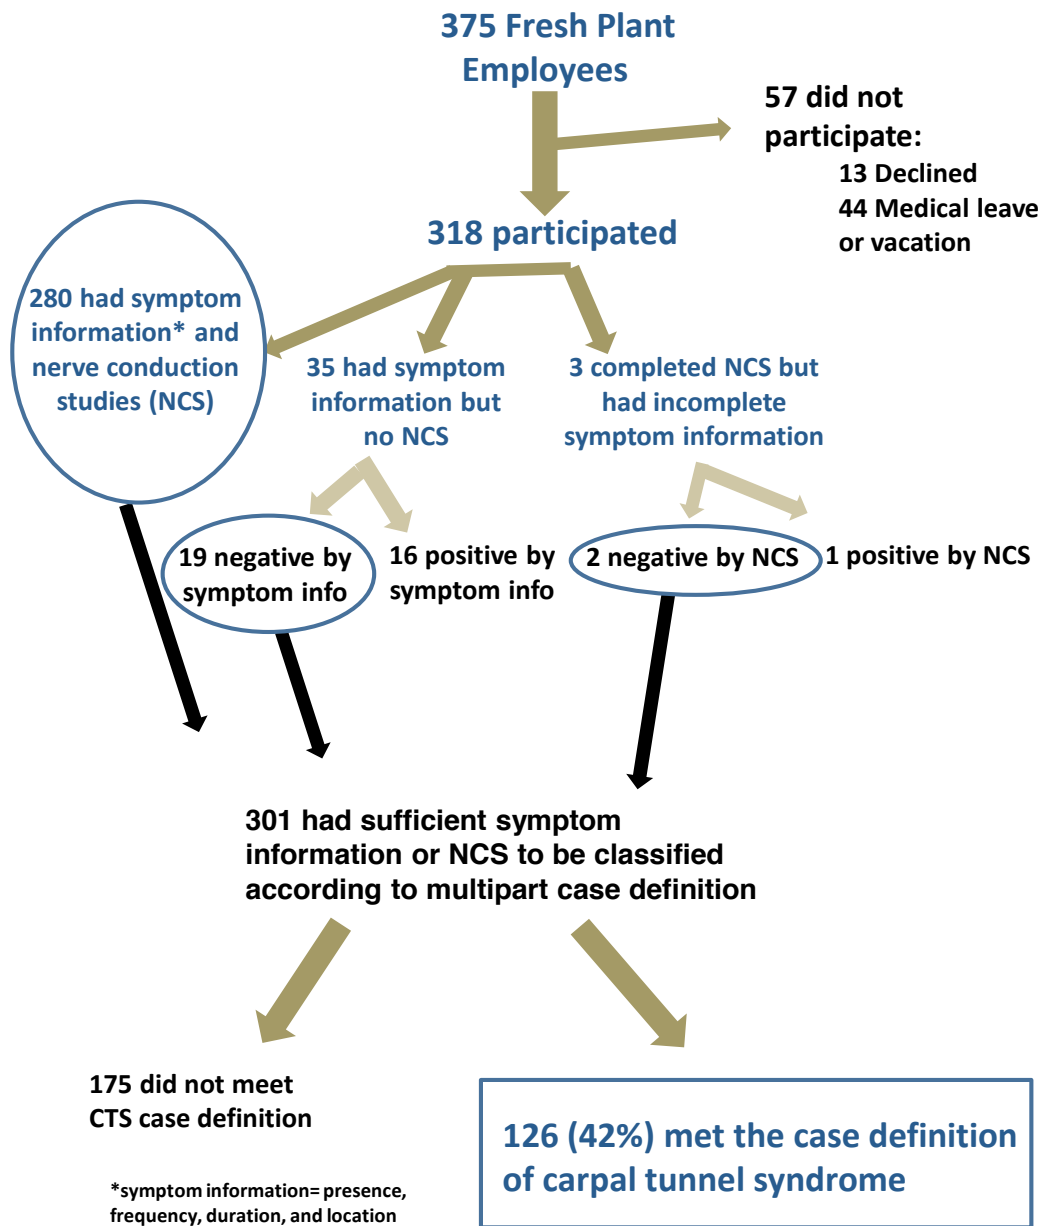 375 Fresh Plant
Employees
57 did not
participate:
13 Declined
44 Medical leave
or vacation
318 participated
280 had symptom
information* and
nerve conduction
studies (NCS)
35 had symptom
information but
no NCS
3 completed NCS but
had incomplete
symptom information
19 negative by
symptom info
16 positive by
symptom info
2 negative by NCS
1 positive by NCS
301 had sufficient symptom
information or NCS to be classified
according to multipart case definition
175 did not meet
CTS case definition
126 (42%) met the case definition
of carpal tunnel syndrome
*symptom information= presence,
frequency, duration, and location